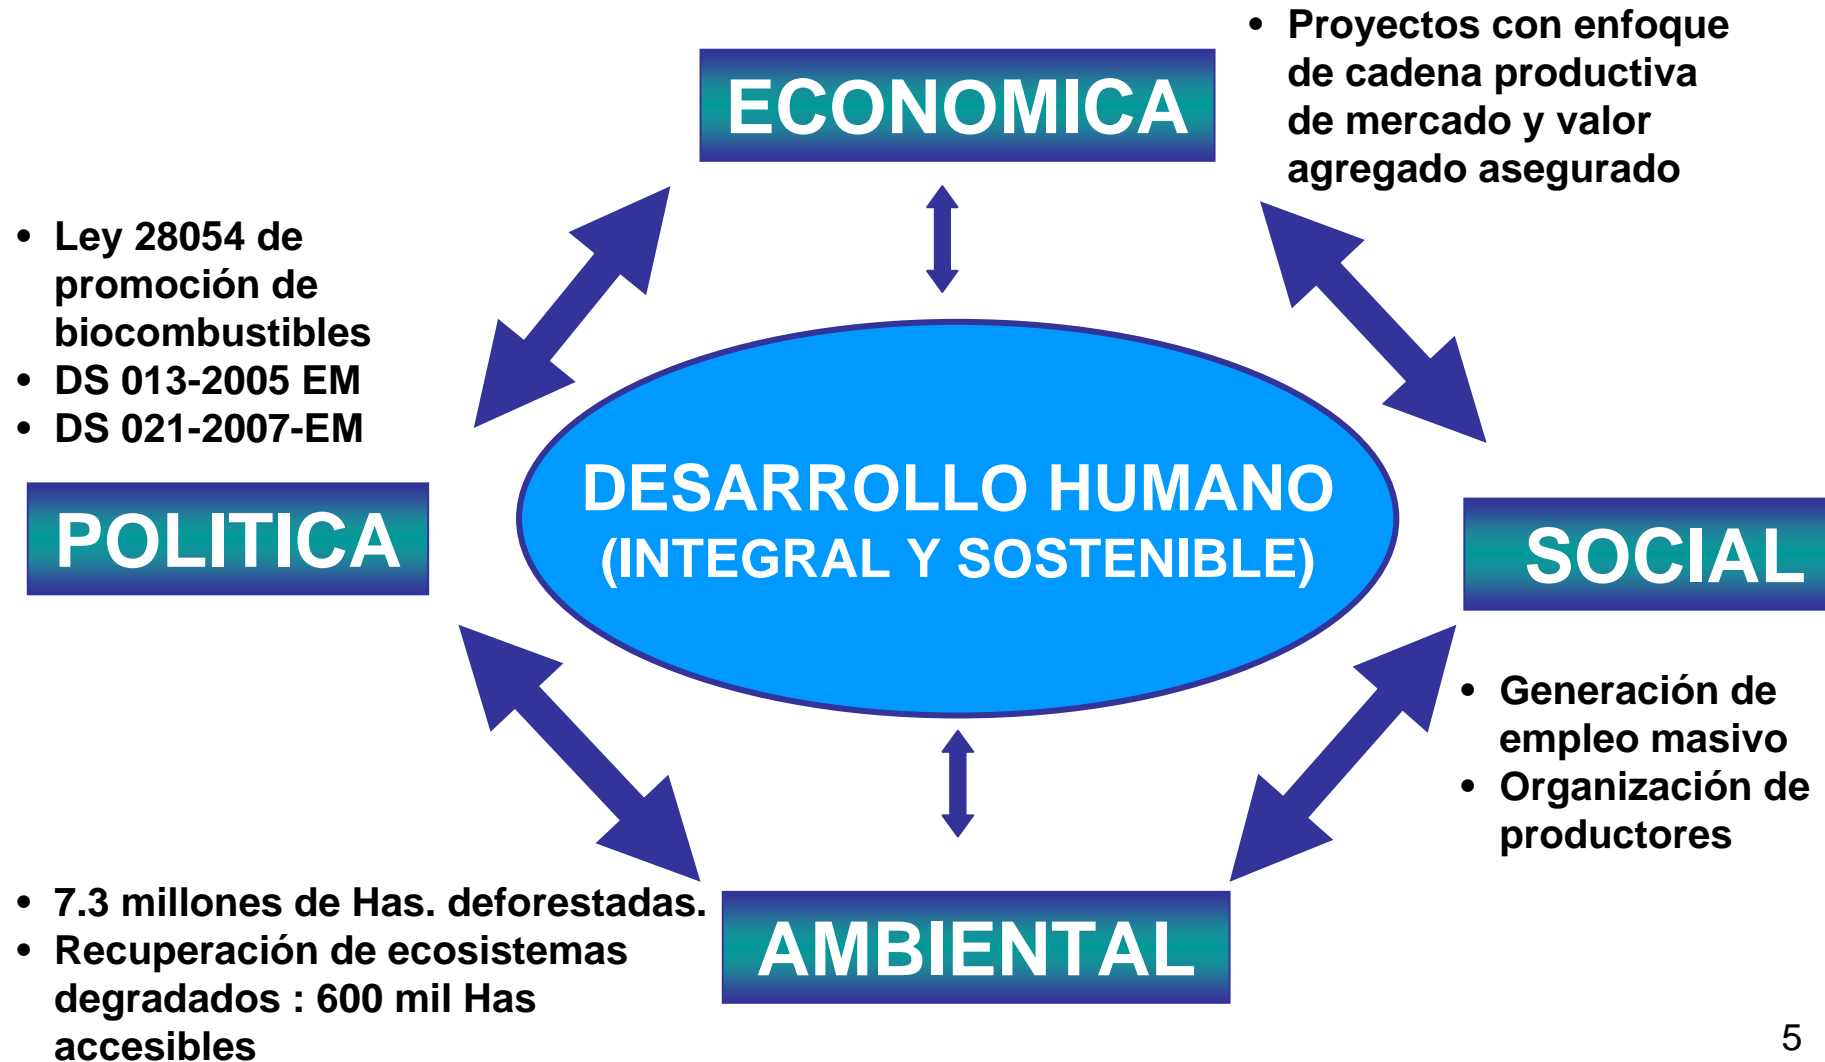 • Proyectos con enfoque
de cadena productiva
de mercado y valor
agregado asegurado
ECONOMICA
• Ley 28054 de
promoción de
biocombustibles
• DS 013-2005 EM
• DS 021-2007-EM
POLITICA
DESARROLLO HUMANO
(INTEGRAL Y SOSTENIBLE)
SOCIAL
• Generación de
empleo masivo
• Organización de
productores
• 7.3 millones de Has. deforestadas.
• Recuperación de ecosistemas
degradados : 600 mil Has
accesibles
AMBIENTAL
5